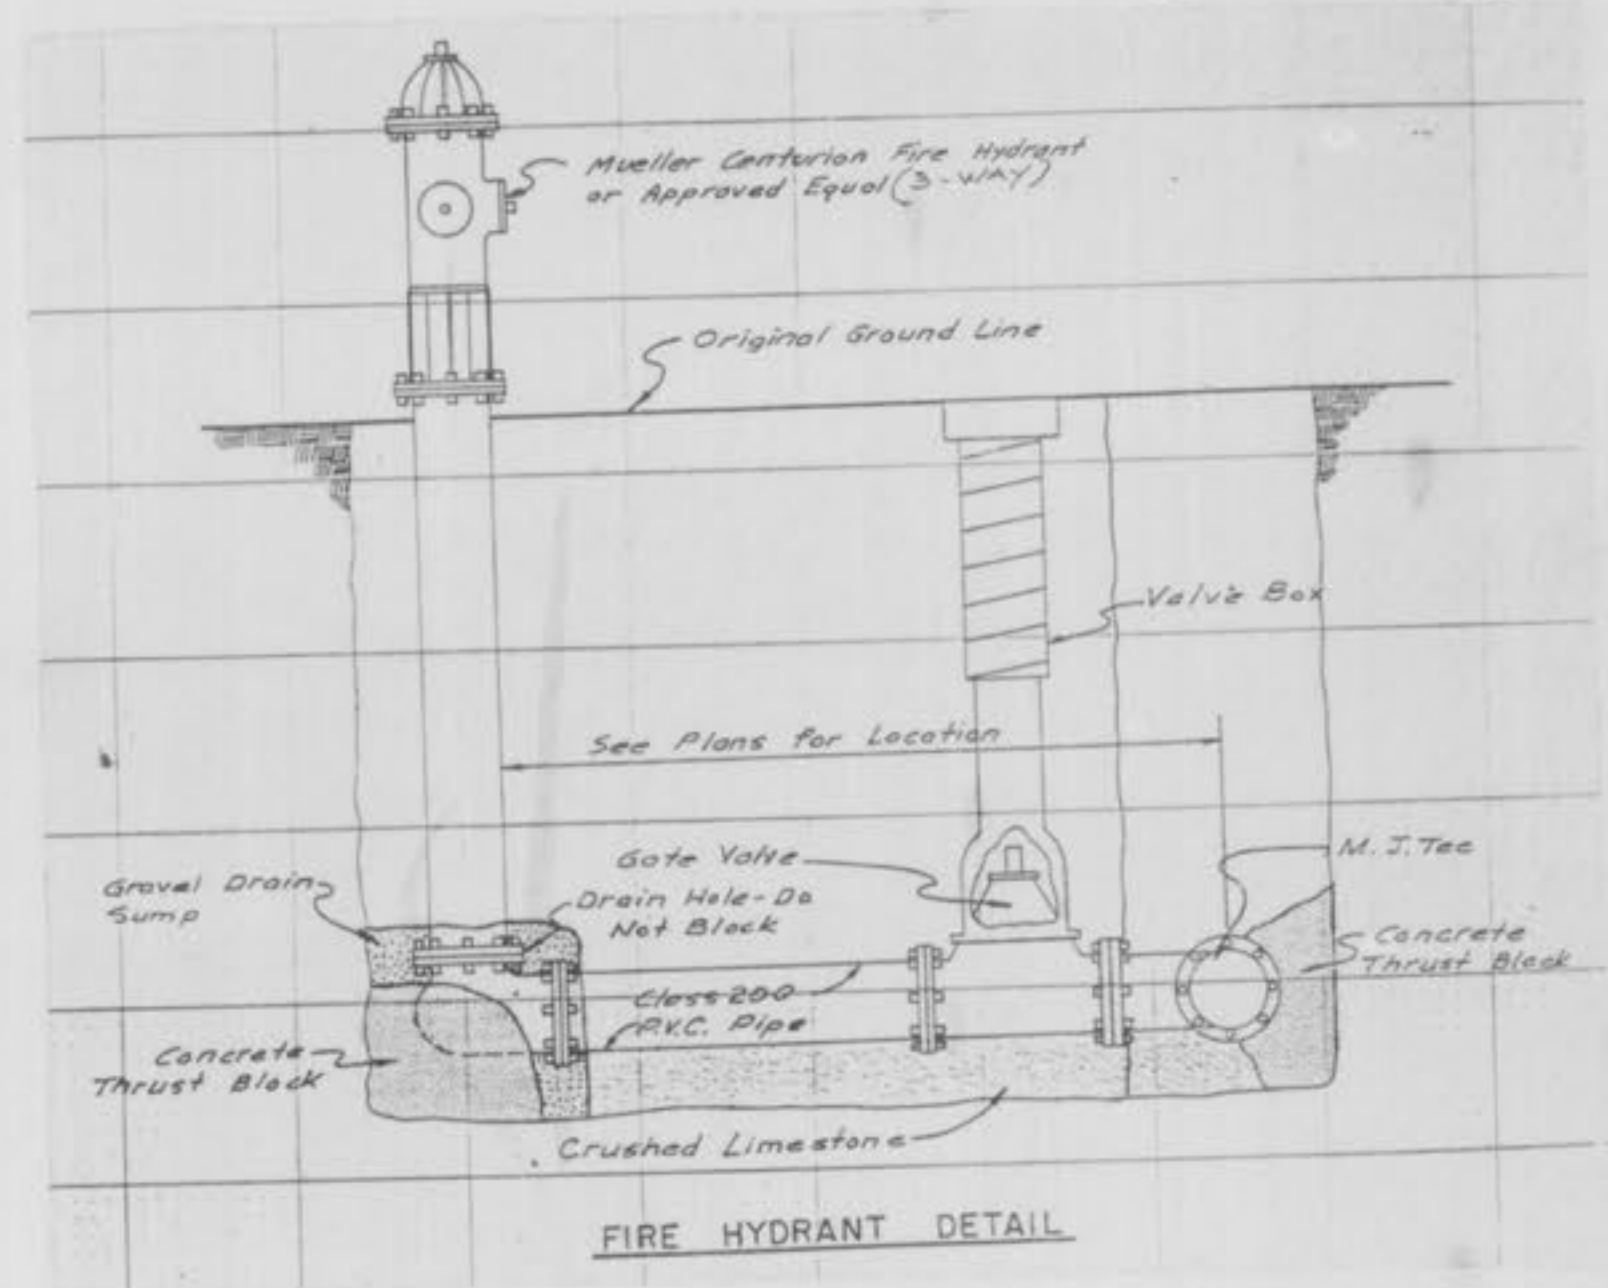 Mueller Centurion Fire Hydrant
or Approved Equal (3-WAY)
Original Ground Line
Valve Box
See Plans for Location
Gate Valve
M. J. Tee
Gravel Drain
Sump
Drain Hole - Do
Not Block
Concrete
Thrust Block
Class 200
P.V.C. Pipe
Concrete
Thrust Block
Crushed Limestone
FIRE HYDRANT DETAIL